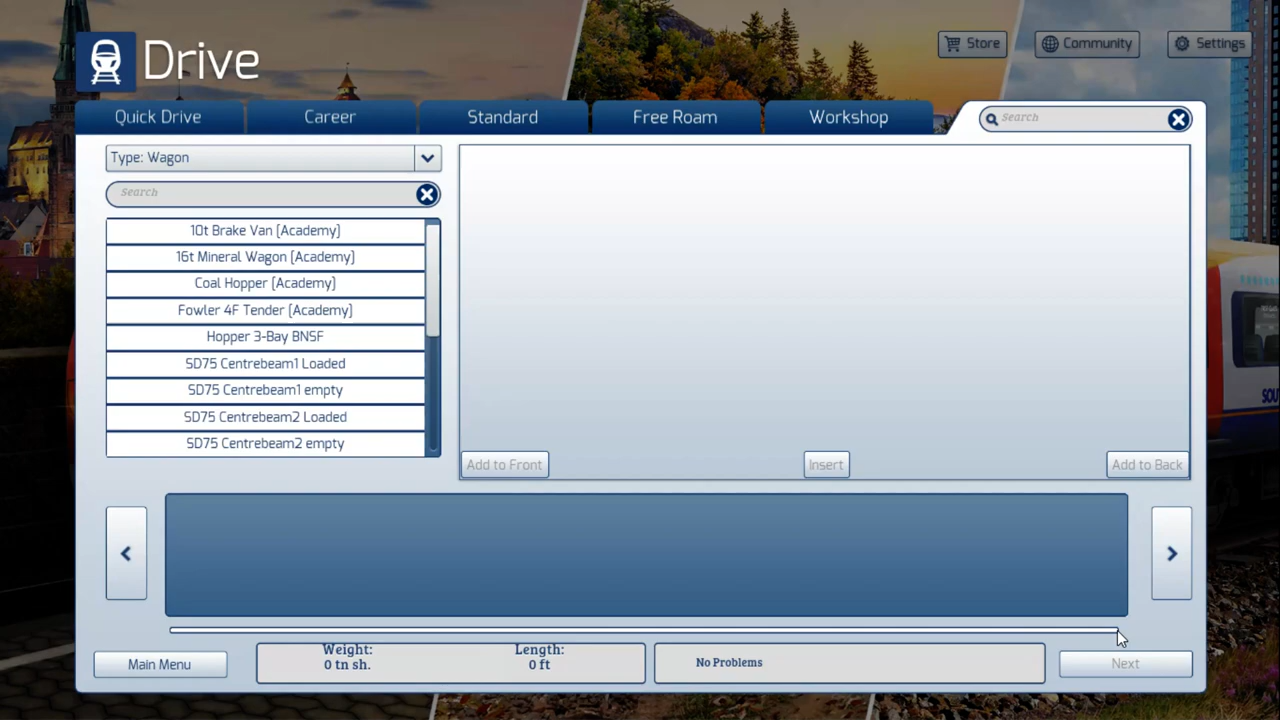 Drive
Store
Community
Settings
Quick Drive
Career
Standard
Free Roam
Workshop
Search
Type: Wagon
Search
10t Brake Van [Academy]
16t Mineral Wagon [Academy]
Coal Hopper [Academy]
Fowler 4F Tender [Academy]
Hopper 3-Bay BNSF
SD75 Centrebeam1 Loaded
SD75 Centrebeam1 empty
SD75 Centrebeam2 Loaded
SD75 Centrebeam2 empty
Add to Front
Insert
Add to Back
SOU
Main Menu
Weight:
0 tn sh.
Length:
0 ft
No Problems
Next